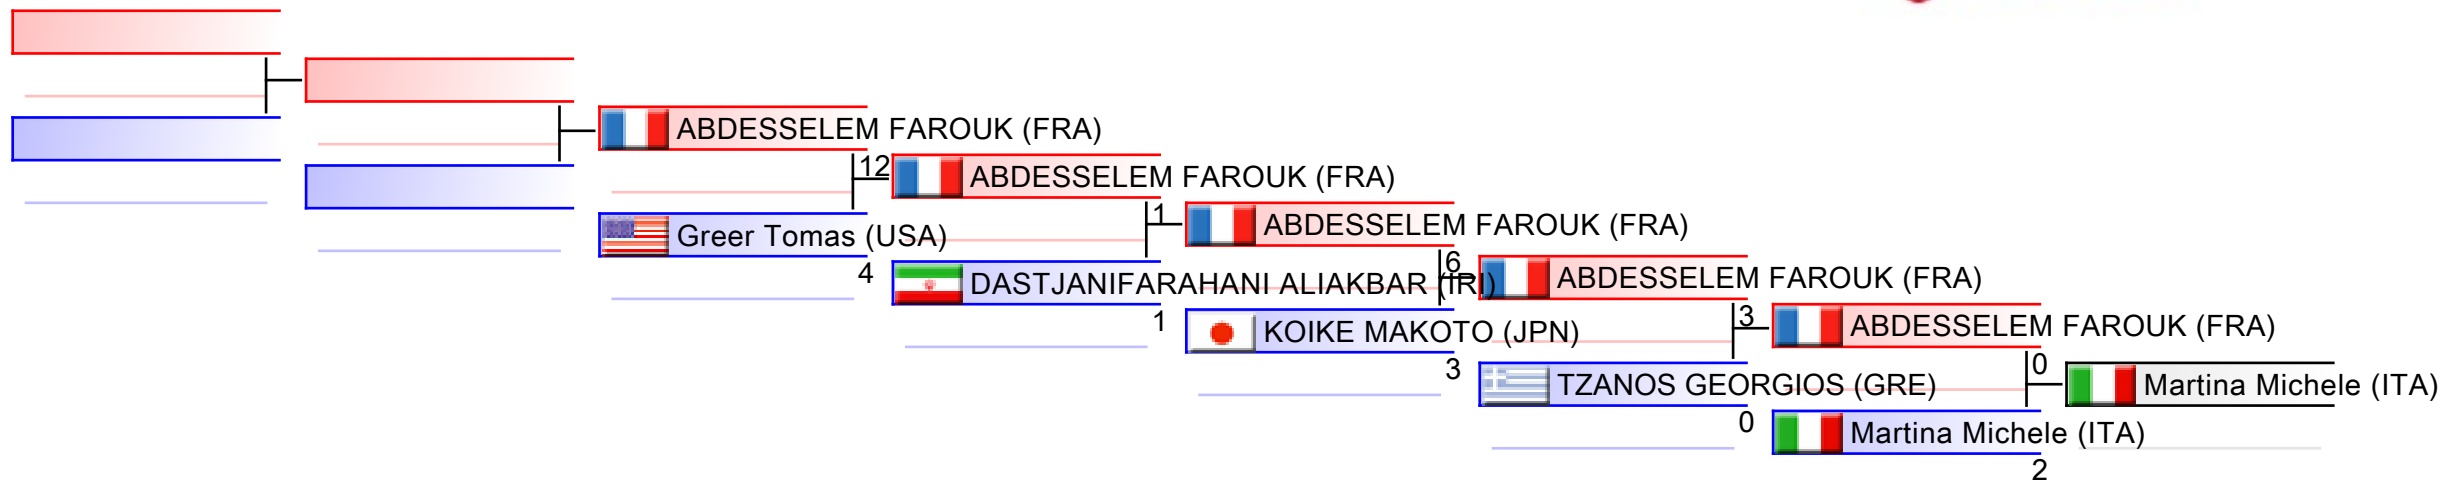 ABDESSELEM FAROUK (FRA)
12
ABDESSELEM FAROUK (FRA)
1
ABDESSELEM FAROUK (FRA)
Greer Tomas (USA)
4
6
ABDESSELEM FAROUK (FRA)
DASTJANIFARAHANI ALIAKBAR (IRI)
1
3
ABDESSELEM FAROUK (FRA)
KOIKE MAKOTO (JPN)
3
0
Martina Michele (ITA)
TZANOS GEORGIOS (GRE)
0
Martina Michele (ITA)
2